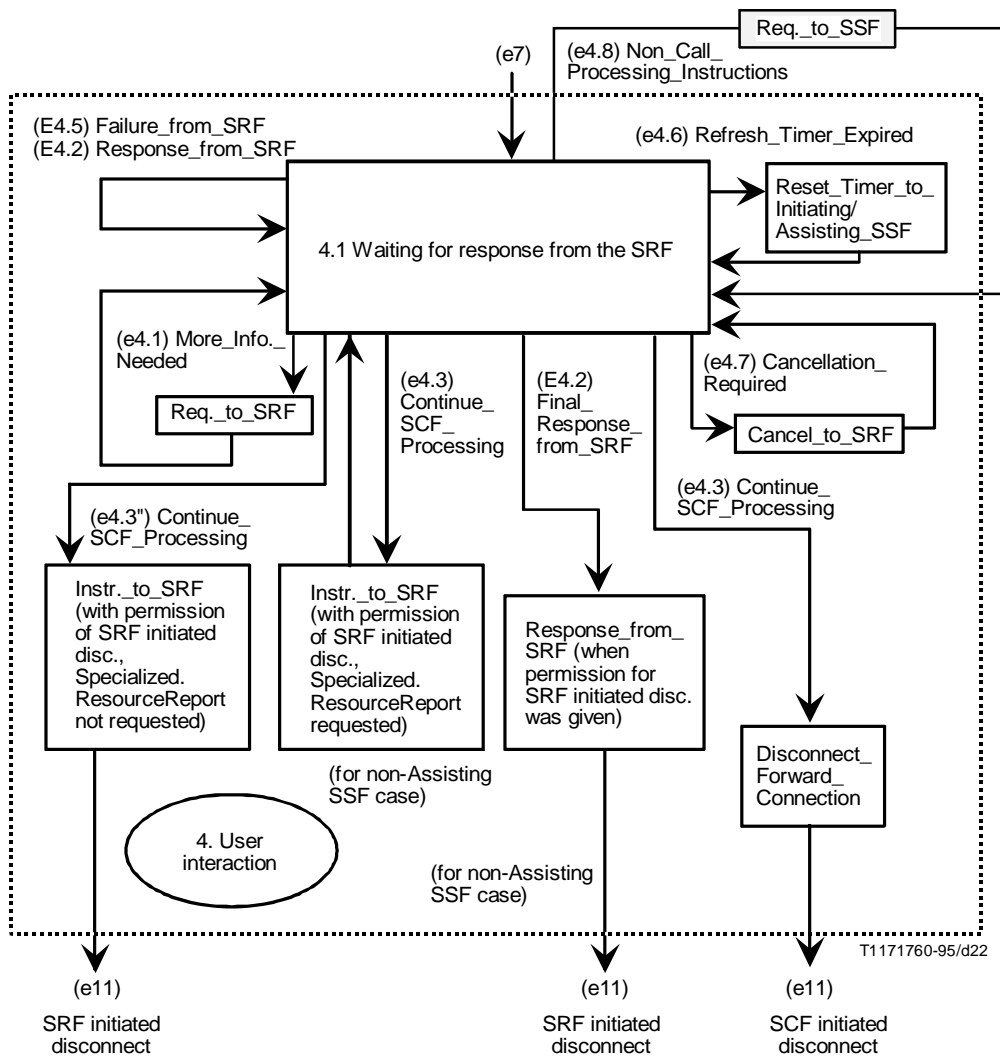 Req._to_SSF
(e7)
(e4.8) Non_Call_
Processing_Instructions
(E4.5) Failure_from_SRF
(E4.2) Response_from_SRF
(e4.6) Refresh_Timer_Expired
Reset_Timer_to_
Initiating/
Assisting_SSF
4.1 Waiting for response from the SRF
(e4.1) More_Info._
Needed
Req._to_SRF
(e4.3)
Continue_
SCF_
Processing
(E4.2)
Final_
Response_
from_SRF
(e4.7) Cancellation_
Required
Cancel_to_SRF
(e4.3) Continue_
SCF_Processing
(e4.3") Continue_
SCF_Processing
Instr._to_SRF
(with permission
of SRF initiated
disc.,
Specialized.
ResourceReport
not requested)
Instr._to_SRF
(with permission
of SRF initiated
disc.,
Specialized.
ResourceReport
requested)
Response_from_
SRF (when
permission for
SRF initiated disc.
was given)
Disconnect_
Forward_
Connection
(for non-Assisting
SSF case)
4. User
interaction
(for non-Assisting
SSF case)
T1171760-95/d22
(e11)
SRF initiated
disconnect
(e11)
SRF initiated
disconnect
(e11)
SCF initiated
disconnect